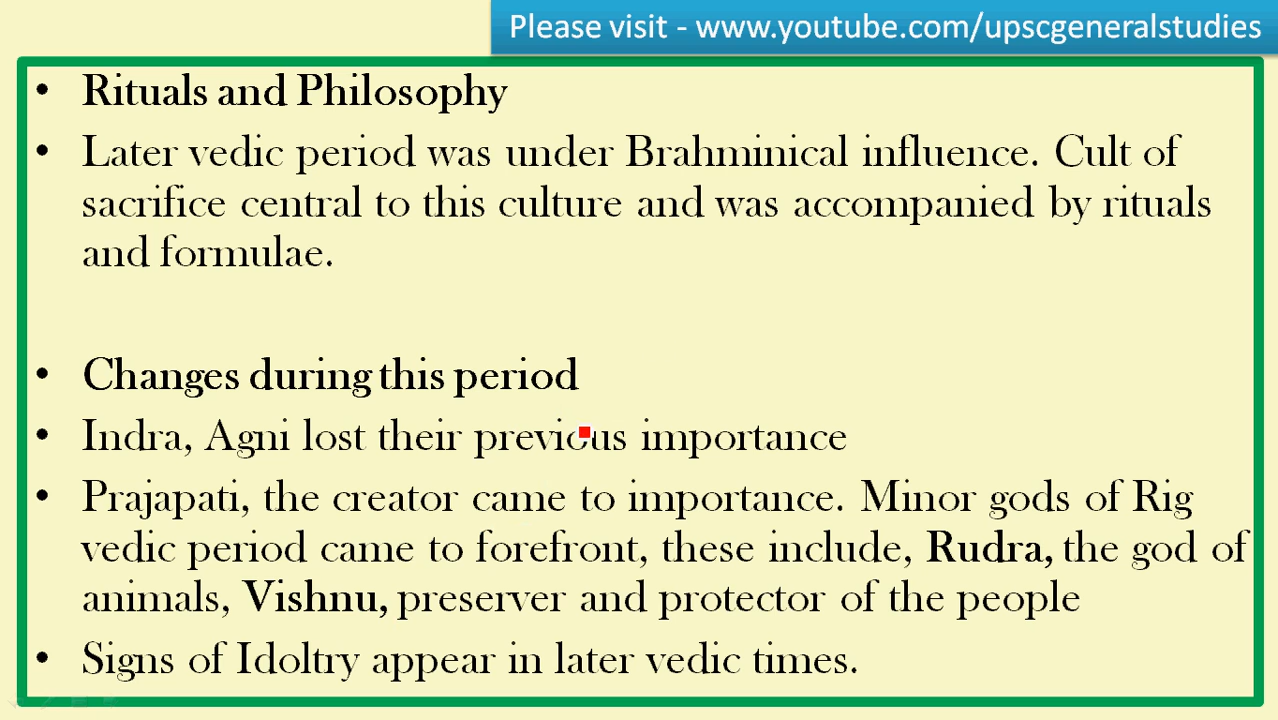 Please visit - www.youtube.com/upscgeneralstudies
• Rituals and Philosophy
• Later vedic period was under Brahminical influence. Cult of
sacrifice central to this culture and was accompanied by rituals
and formulae.
• Changes during this period
• Indra, Agni lost their previous importance
• Prajapati, the creator came to importance. Minor gods of Rig
vedic period came to forefront, these include, Rudra, the god of
animals, Vishnu, preserver and protector of the people
• Signs of Idoltry appear in later vedic times.